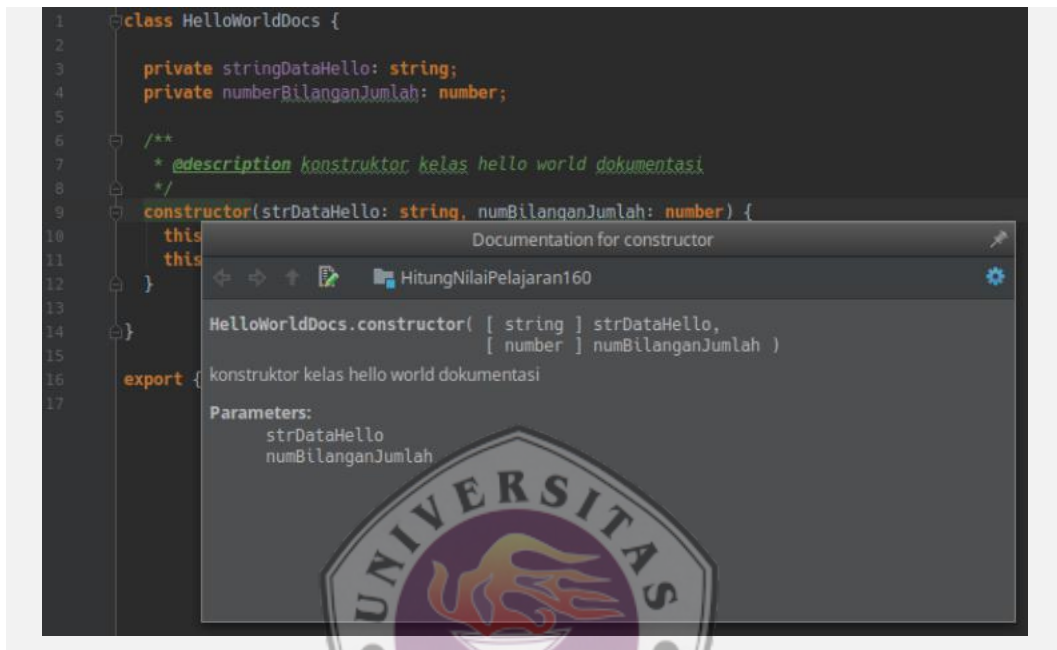 1 class HelloWorldDocs {
2
3 private stringDataHello: string;
4 private numberBilanganJumlah: number;
5
6 /**
7 * @description konstruktor kelas hello world dokumentasi
8 */
9 constructor(strDataHello: string, numBilanganJumlah: number) {
10 this
11 this
12 }
13
14 }
15
16 export {
17
Documentation for constructor
HitungNilaiPelajaran160
HelloWorldDocs.constructor( [ string ] strDataHello,
[ number ] numBilanganJumlah )
konstruktor kelas hello world dokumentasi
Parameters:
strDataHello
numBilanganJumlah
UNIVERSITAS